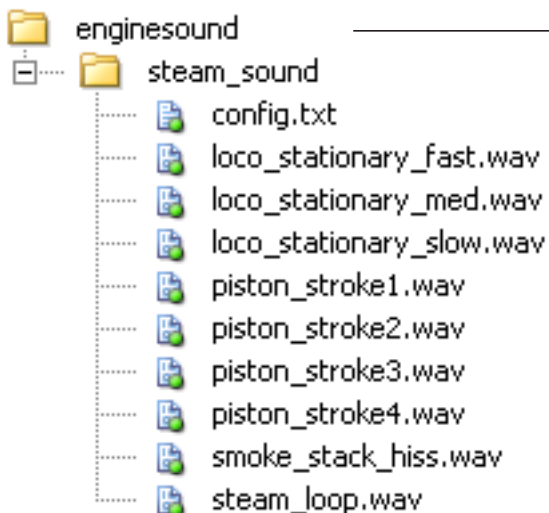 enginesound
steam_sound
config.txt
loco_stationary_fast.wav
loco_stationary_med.wav
loco_stationary_slow.wav
piston_stroke1.wav
piston_stroke2.wav
piston_stroke3.wav
piston_stroke4.wav
smoke_stack_hiss.wav
steam_loop.wav